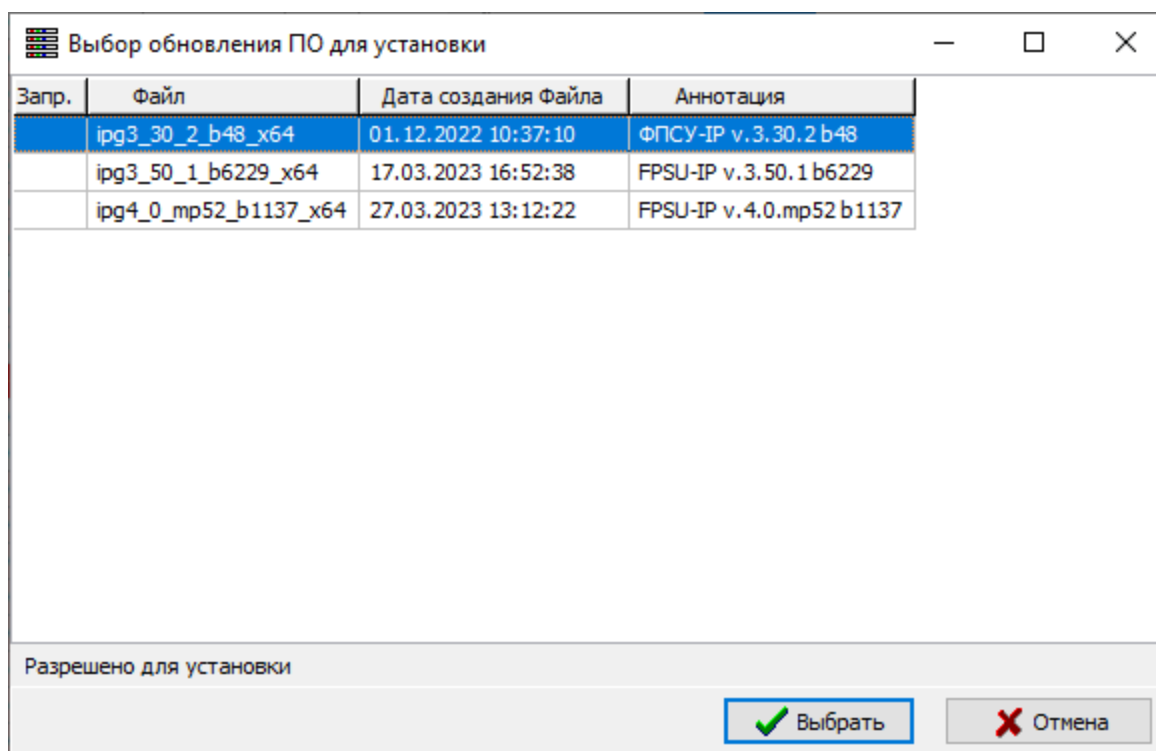 Выбор обновления ПО для установки
Запр. Файл Дата создания Файла Аннотация
ipg3_30_2_b48_x64 01.12.2022 10:37:10 ФПСУ-IP v.3.30.2 b48
ipg3_50_1_b6229_x64 17.03.2023 16:52:38 FPSU-IP v.3.50.1 b6229
ipg4_0_mp52_b1137_x64 27.03.2023 13:12:22 FPSU-IP v.4.0.mp52 b1137
Разрешено для установки
Выбрать Отмена